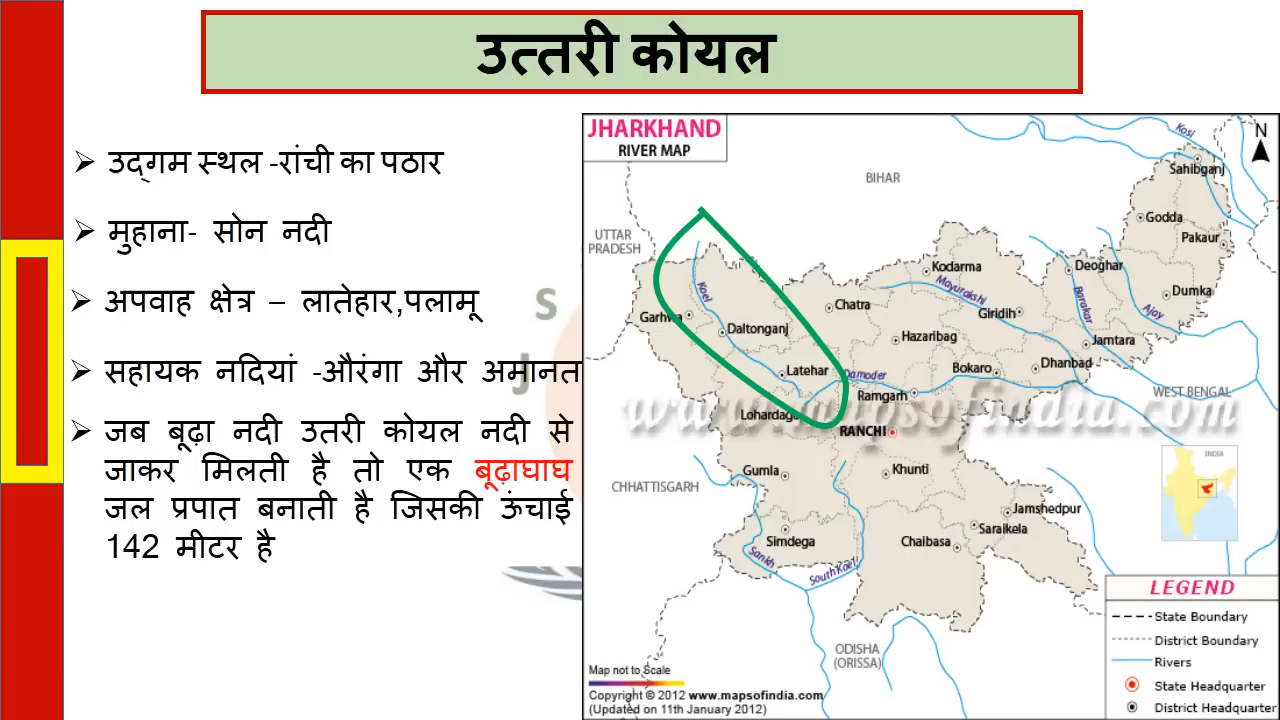 उत्तरी कोयल
➢ उद्गम स्थल -रांची का पठार
➢ मुहाना- सोन नदी
➢ अपवाह क्षेत्र – लातेहार,पलामू
➢ सहायक नदियां -औरंगा और अमानत
➢ जब बूढ़ा नदी उतरी कोयल नदी से
जाकर मिलती है तो एक बूढ़ाघाघ
जल प्रपात बनाती है जिसकी ऊंचाई
142 मीटर है
S
J
JHARKHAND
RIVER MAP
N
Kosi
Sahibganj
BIHAR
Godda
UTTAR
PRADESH
Pakaur
Kodarma
Deoghar
Koel
Mayurakshi
Barakar
Dumka
Garhwa
Chatra
Giridih
Ajay
Daltonganj
Hazaribag
Jamtara
Latehar
Damoder
Bokaro
Dhanbad
Ramgarh
WEST BENGAL
www.mapsofindia.com
Lohardaga
RANCHI
Gumla
Khunti
INDIA
CHHATTISGARH
Jamshedpur
Saraikela
Simdega
Chaibasa
Sankh
South Koel
LEGEND
State Boundary
District Boundary
Rivers
State Headquarter
District Headquarter
ODISHA
(ORISSA)
Map not to Scale
Copyright © 2012 www.mapsofindia.com
(Updated on 11th January 2012)